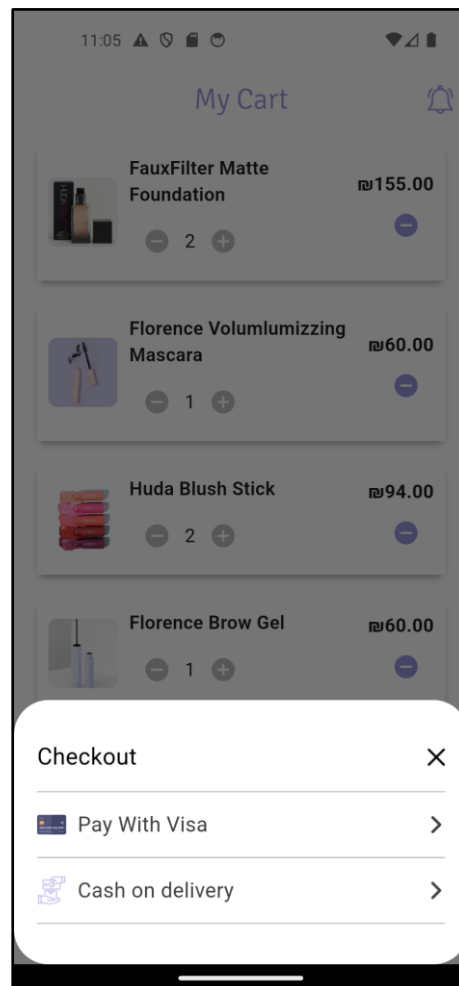 11:05
My Cart
FauxFilter Matte
Foundation
₪155.00
2
Florence Volumlumizzing
Mascara
₪60.00
1
Huda Blush Stick
₪94.00
2
Florence Brow Gel
₪60.00
1
Checkout
Pay With Visa
Cash on delivery